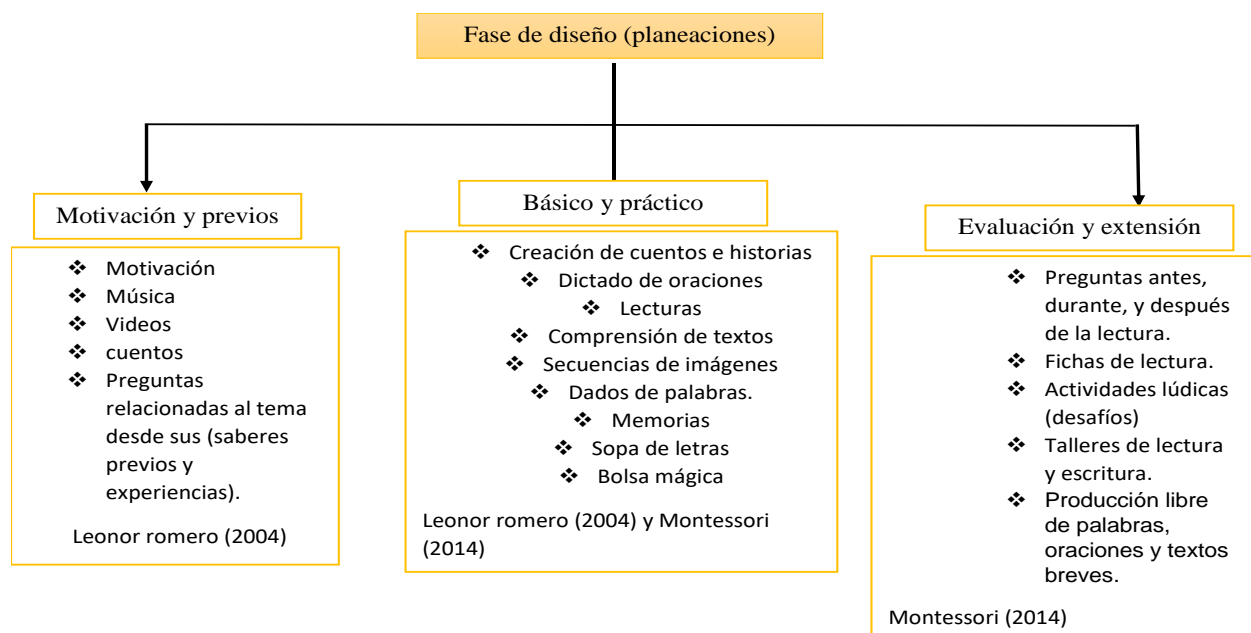 Fase de diseño (planeaciones)
Motivación y previos
❖ Motivación
❖ Música
❖ Videos
❖ cuentos
❖ Preguntas
relacionadas al tema
desde sus (saberes
previos y
experiencias).
Leonor romero (2004)
Básico y práctico
❖ Creación de cuentos e historias
❖ Dictado de oraciones
❖ Lecturas
❖ Comprensión de textos
❖ Secuencias de imágenes
❖ Dados de palabras.
❖ Memorias
❖ Sopa de letras
❖ Bolsa mágica
Leonor romero (2004) y Montessori
(2014)
Evaluación y extensión
❖ Preguntas antes,
durante, y después
de la lectura.
❖ Fichas de lectura.
❖ Actividades lúdicas
(desafíos)
❖ Talleres de lectura
y escritura.
❖ Producción libre
de palabras,
oraciones y textos
breves.
Montessori (2014)